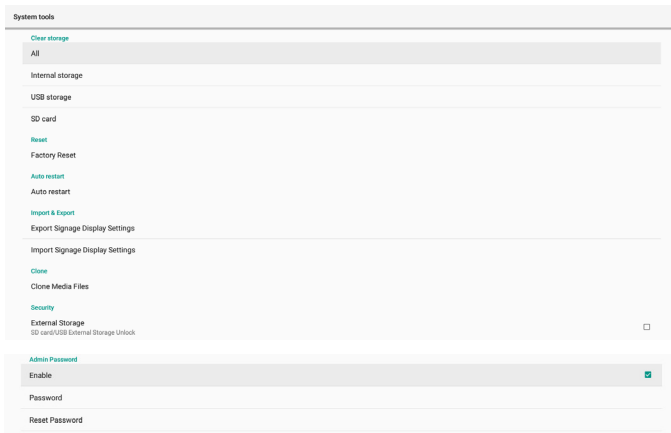 System tools
Clear storage
All
Internal storage
USB storage
SD card
Reset
Factory Reset
Auto restart
Auto restart
Import & Export
Export Signage Display Settings
Import Signage Display Settings
Clone
Clone Media Files
Security
External Storage
SD card/USB External Storage Unlock
Admin Password
Enable
Password
Reset Password